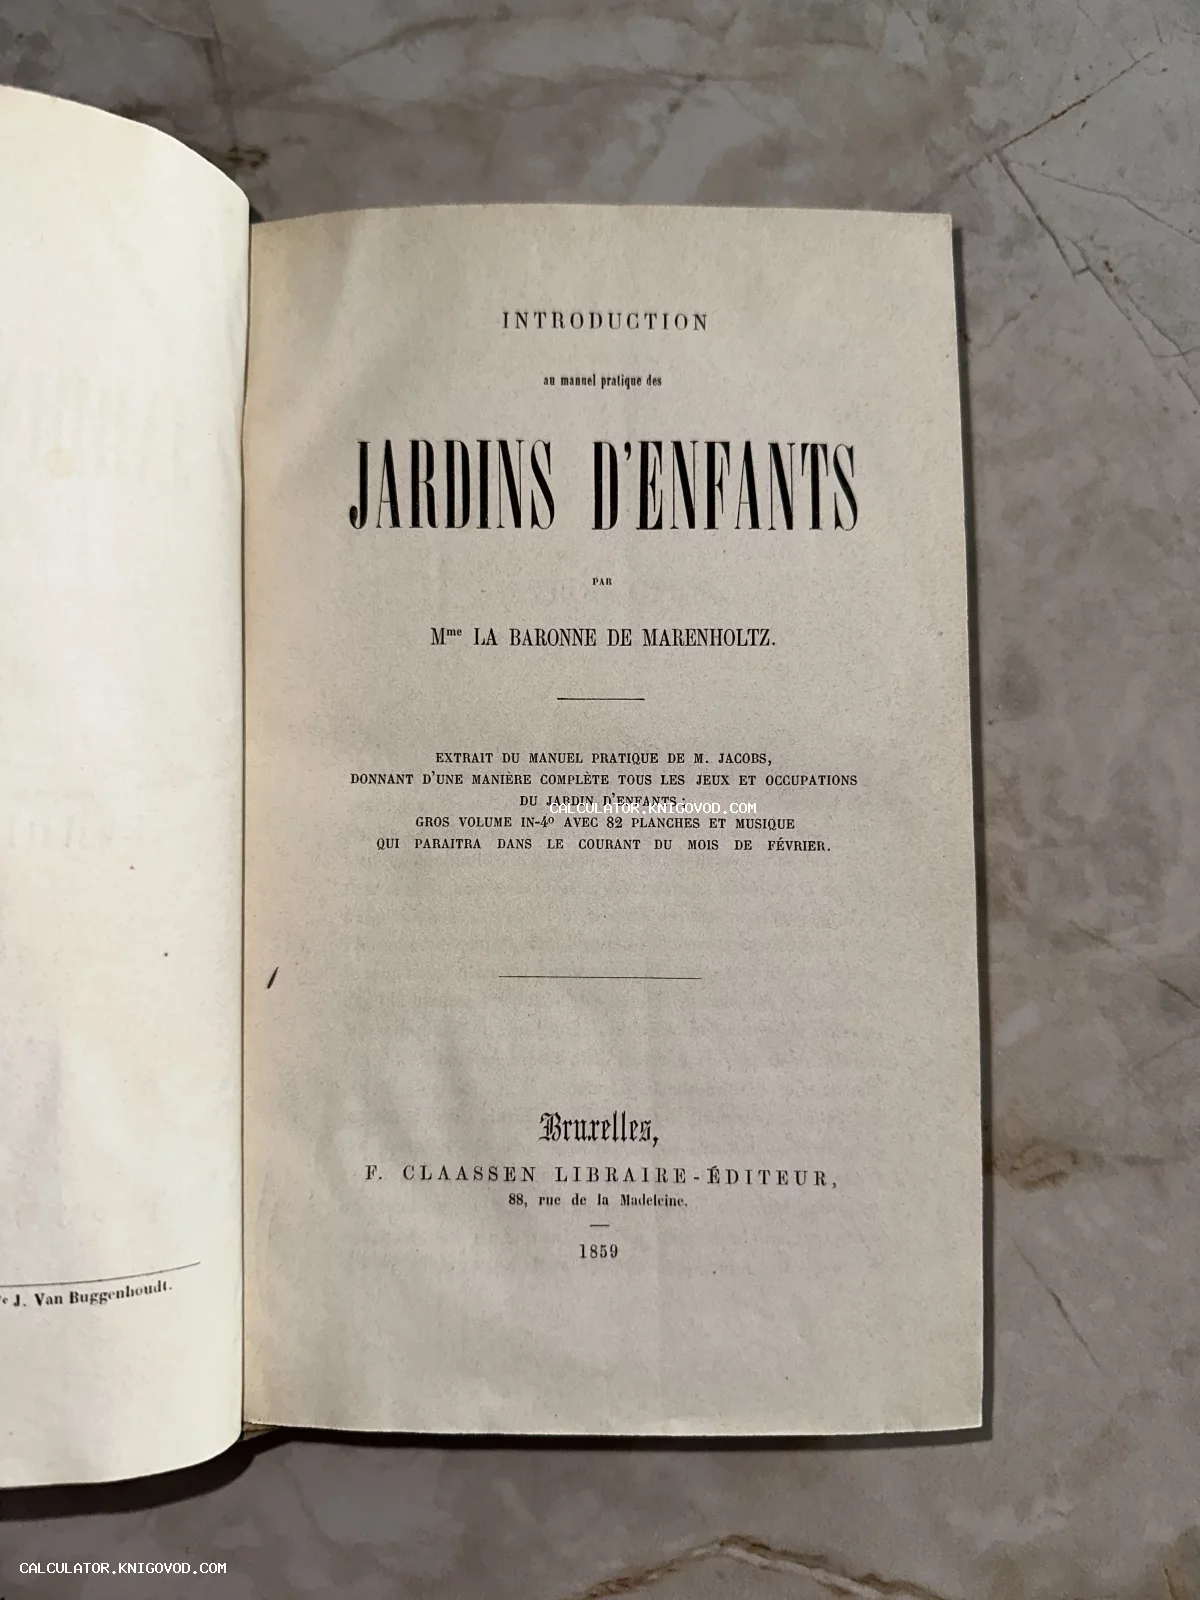 INTRODUCTION
au manuel pratique des
JARDINS D'ENFANTS
PAR
Mme LA BARONNE DE MARENHOLTZ.
EXTRAIT DU MANUEL PRATIQUE DE M. JACOBS,
DONNANT D'UNE MANIÈRE COMPLÈTE TOUS LES JEUX ET OCCUPATIONS
DU JARDIN D'ENFANTS;
CALCULATOR.KNIGOVOD.COM
GROS VOLUME IN-4o AVEC 82 PLANCHES ET MUSIQUE
QUI PARAITRA DANS LE COURANT DU MOIS DE FÉVRIER.
Bruxelles,
F. CLAASSEN LIBRAIRE-ÉDITEUR,
88, rue de la Madeleine.
1859
J. Van Buggenhoudt.
CALCULATOR.KNIGOVOD.COM